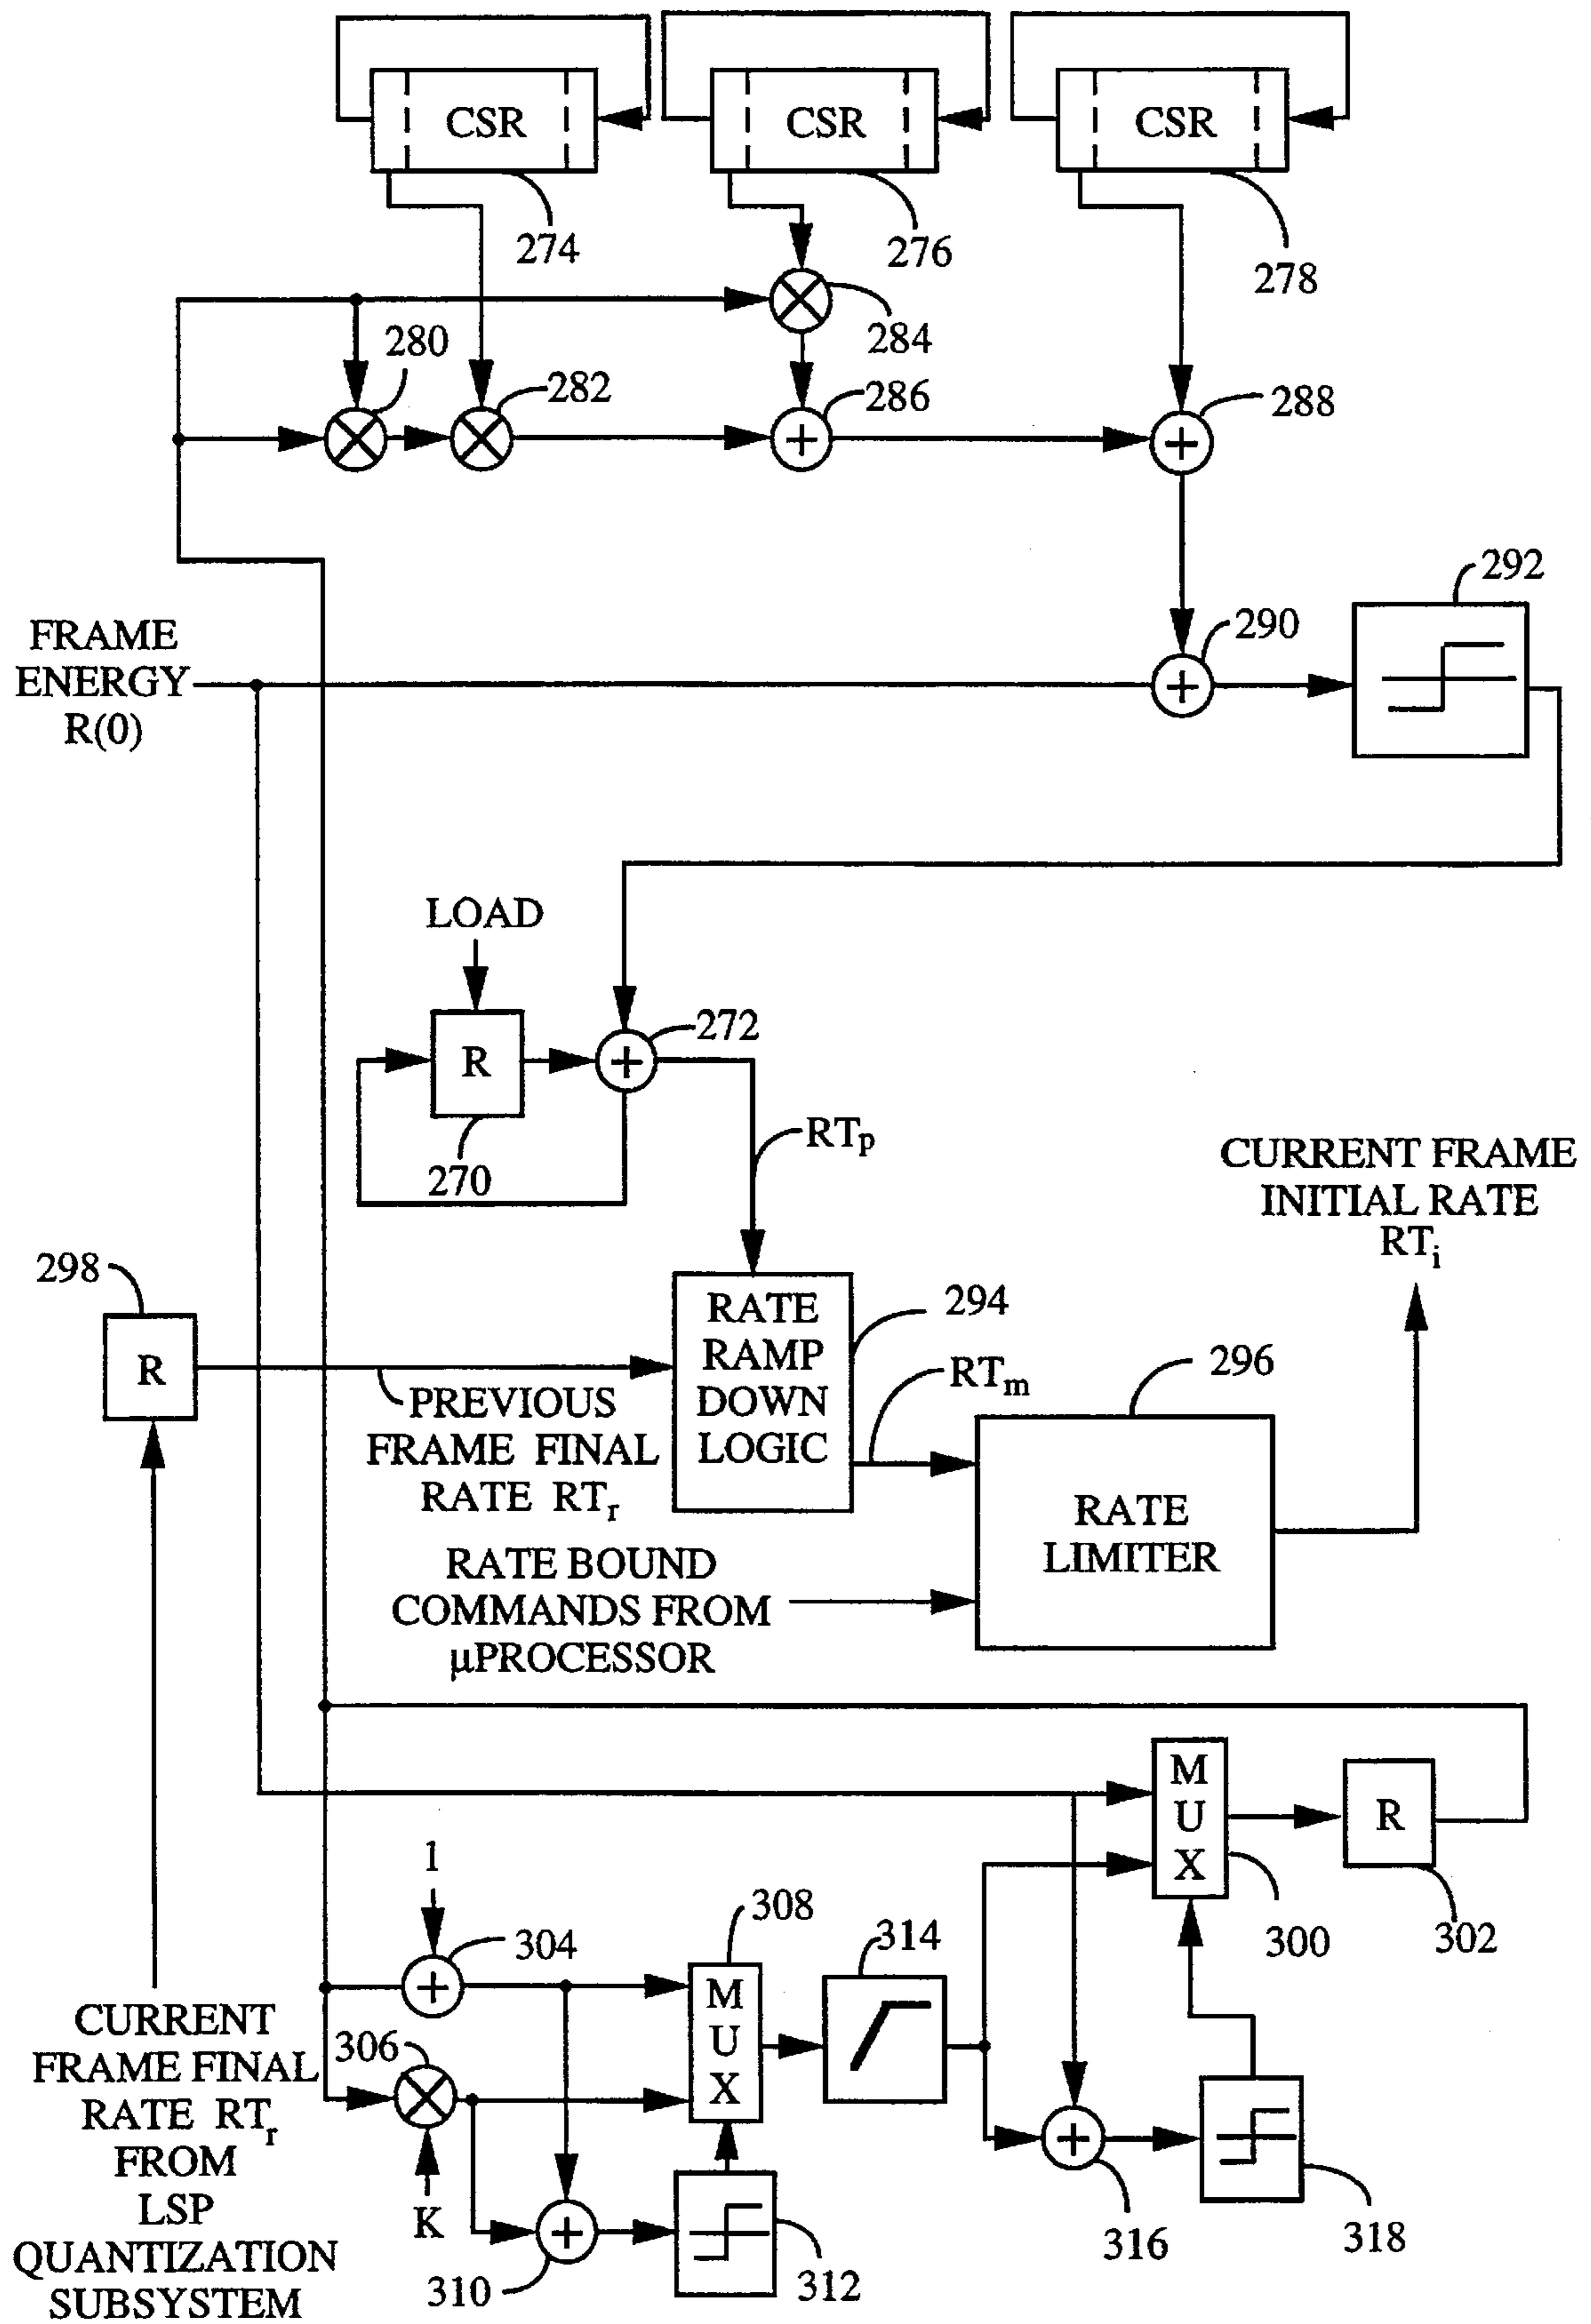 CSR
CSR
CSR
274
276
278
280
284
282
286
288
292
FRAME
ENERGY
R(0)
290
LOAD
R
272
270
RTp
CURRENT FRAME
INITIAL RATE
RTi
298
R
RATE
RAMP
DOWN
LOGIC
294
PREVIOUS
FRAME FINAL
RATE RTr
RTm
296
RATE
LIMITER
RATE BOUND
COMMANDS FROM
μPROCESSOR
M
U
X
R
300
302
1
304
308
M
U
X
314
306
K
310
312
316
318
CURRENT
FRAME FINAL
RATE RTr
FROM
LSP
QUANTIZATION
SUBSYSTEM
+
+
+
+
+
+
+